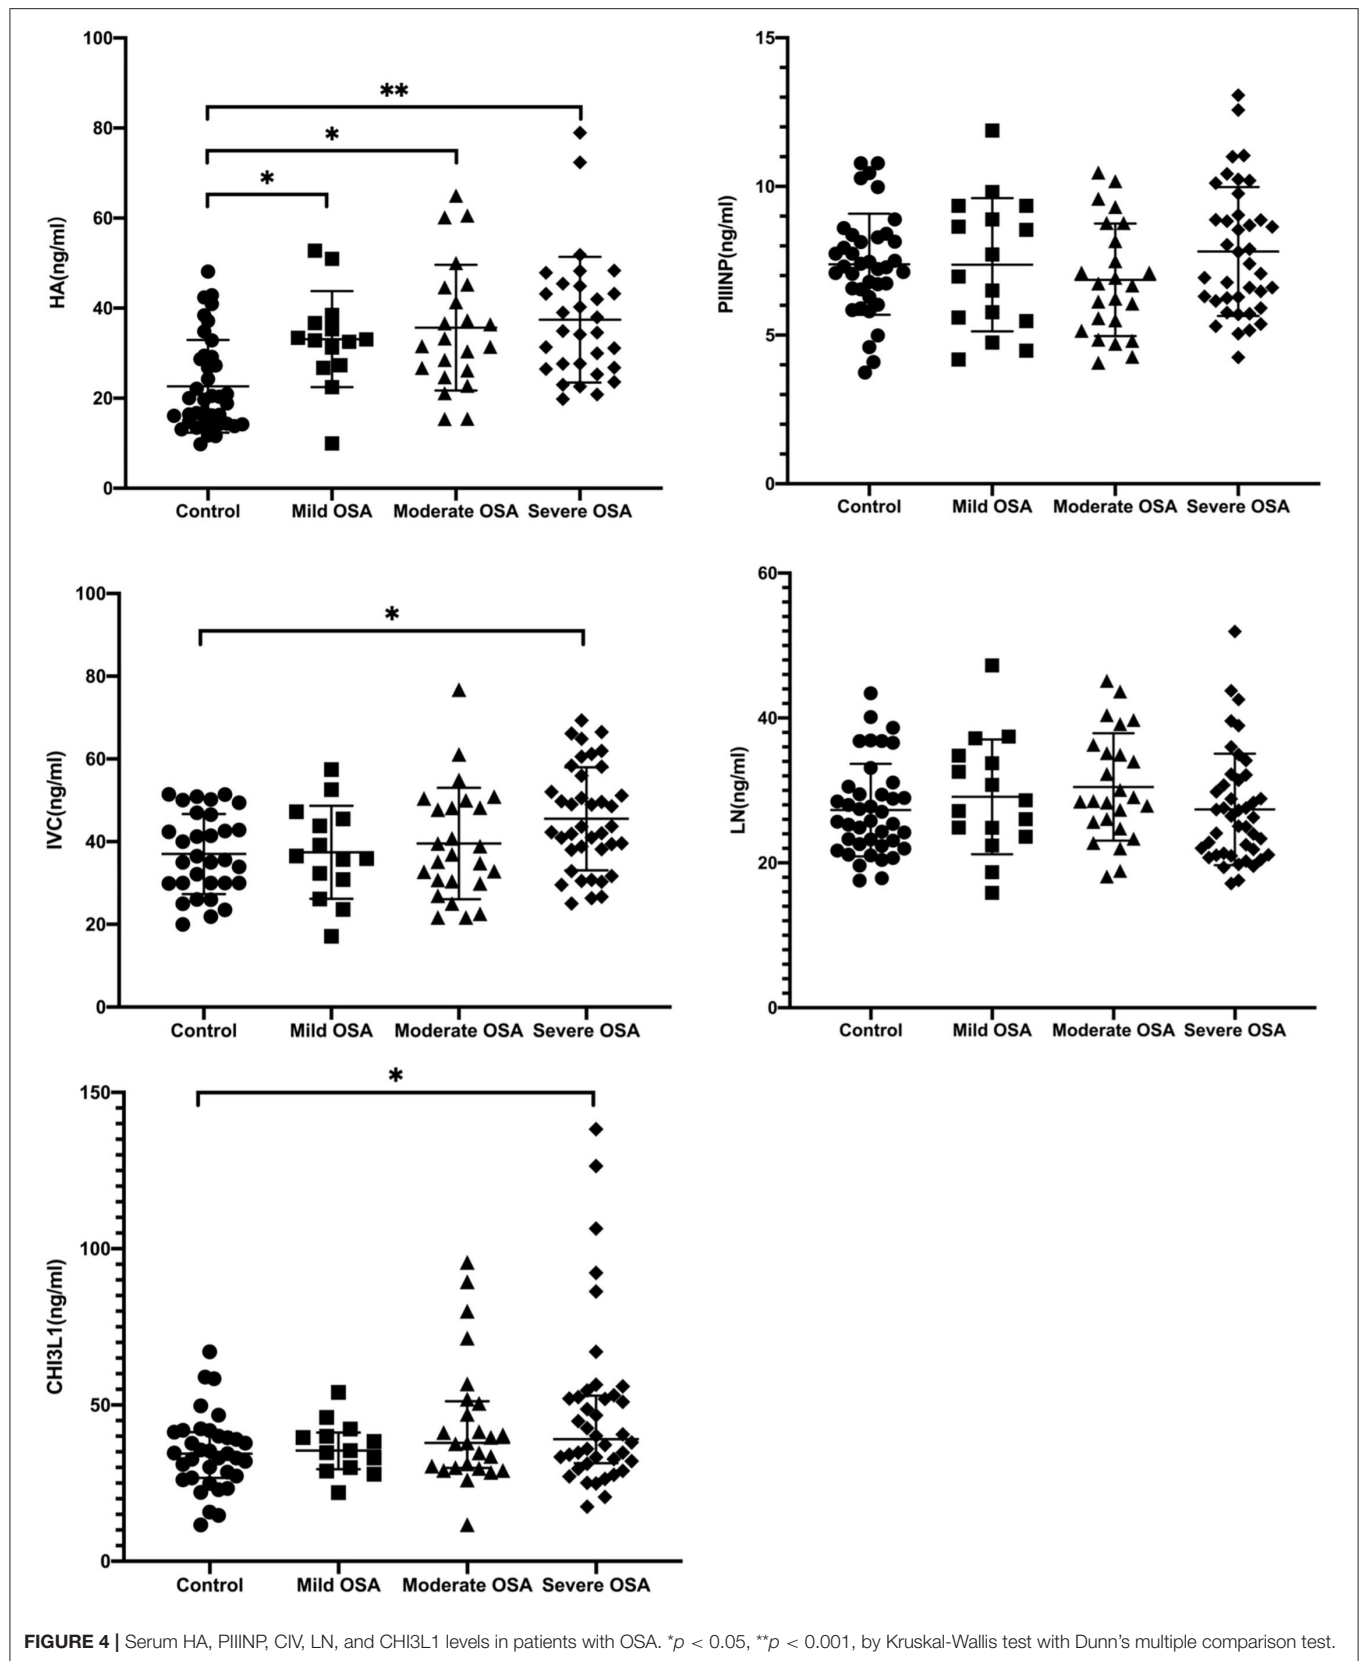 100
80
60
40
20
0
HA(ng/ml)
**
*
*
Control Mild OSA Moderate OSA Severe OSA
15
10
5
0
PIIINP(ng/ml)
Control Mild OSA Moderate OSA Severe OSA
100
80
60
40
20
0
IVC(ng/ml)
*
Control Mild OSA Moderate OSA Severe OSA
60
40
20
0
LN(ng/ml)
Control Mild OSA Moderate OSA Severe OSA
150
100
50
0
CHI3L1(ng/ml)
*
Control Mild OSA Moderate OSA Severe OSA
FIGURE 4 | Serum HA, PIIINP, CIV, LN, and CHI3L1 levels in patients with OSA. *p < 0.05, **p < 0.001, by Kruskal-Wallis test with Dunn's multiple comparison test.